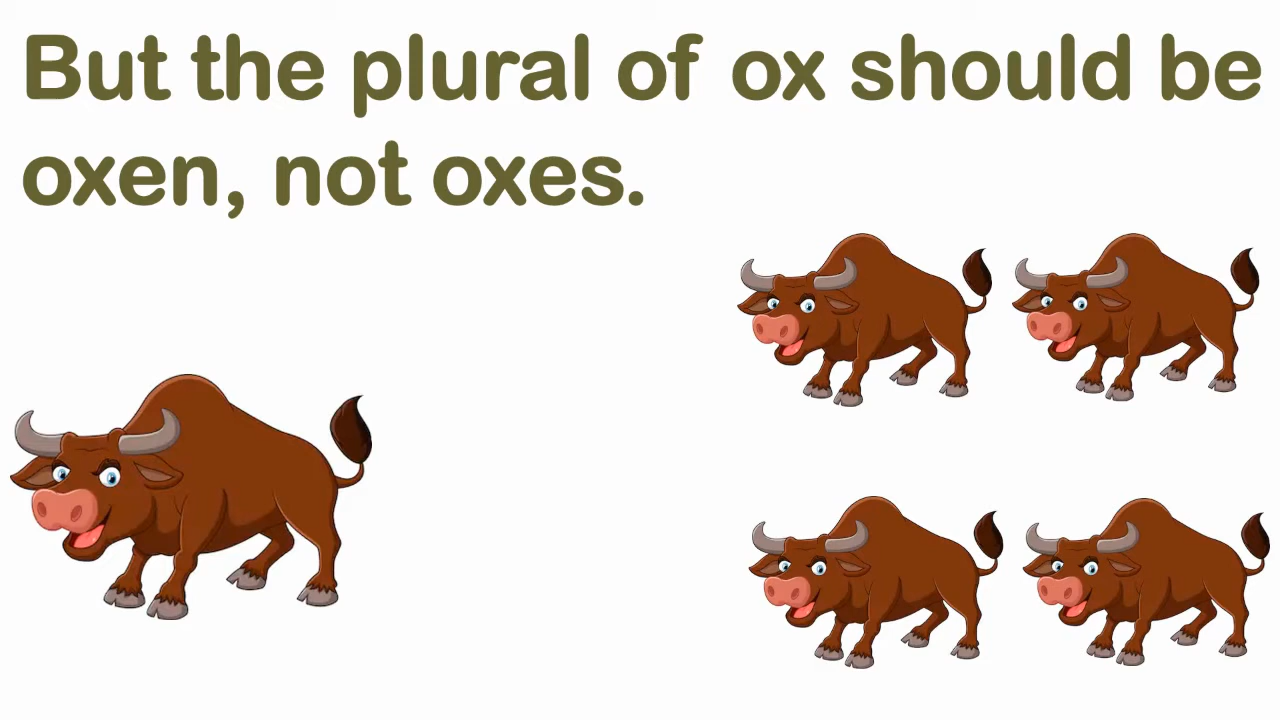 But the plural of ox should be
oxen, not oxes.